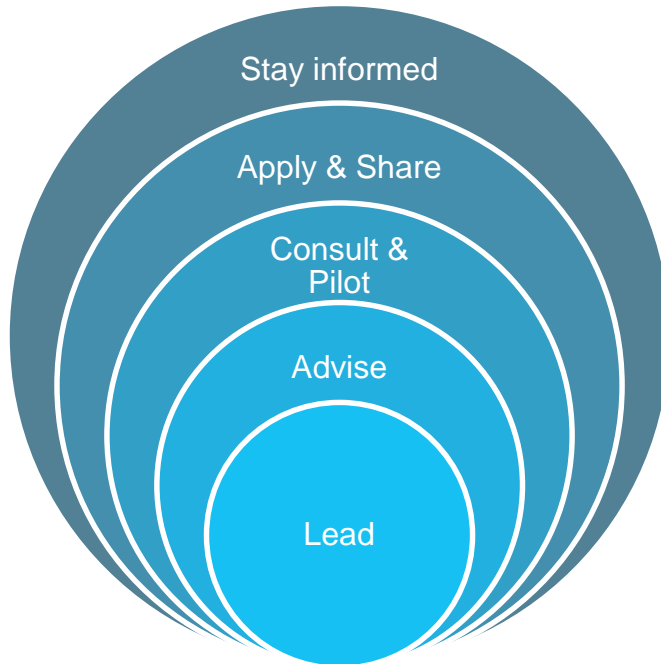 Stay informed
Apply & Share
Consult &
Pilot
Advise
Lead